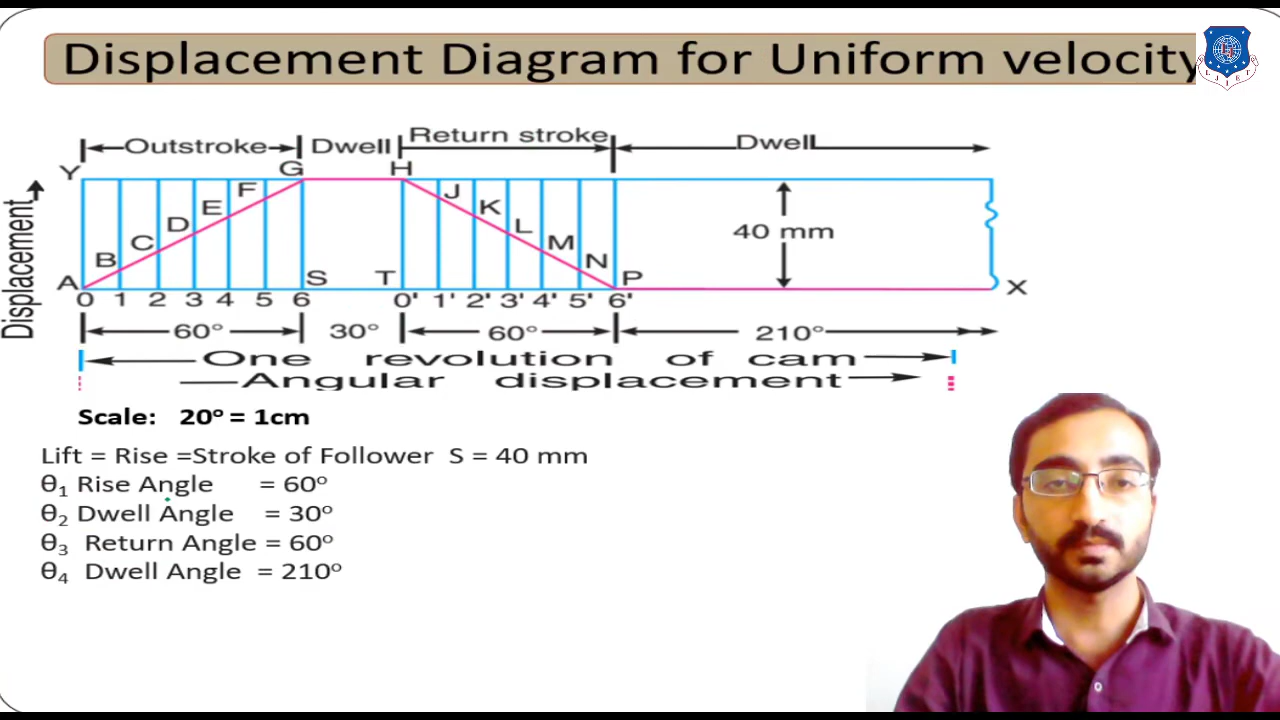 Displacement Diagram for Uniform velocity
Outstroke Dwell Return stroke Dwell
Y G H
F J
E K
D L
C M
B N
40 mm
Displacement
A S T P X
0 1 2 3 4 5 6 0' 1' 2' 3' 4' 5' 6'
60° 30° 60° 210°
One revolution of cam
Angular displacement
Scale: 20° = 1cm
Lift = Rise =Stroke of Follower S = 40 mm
θ1 Rise Angle = 60°
θ2 Dwell Angle = 30°
θ3 Return Angle = 60°
θ4 Dwell Angle = 210°